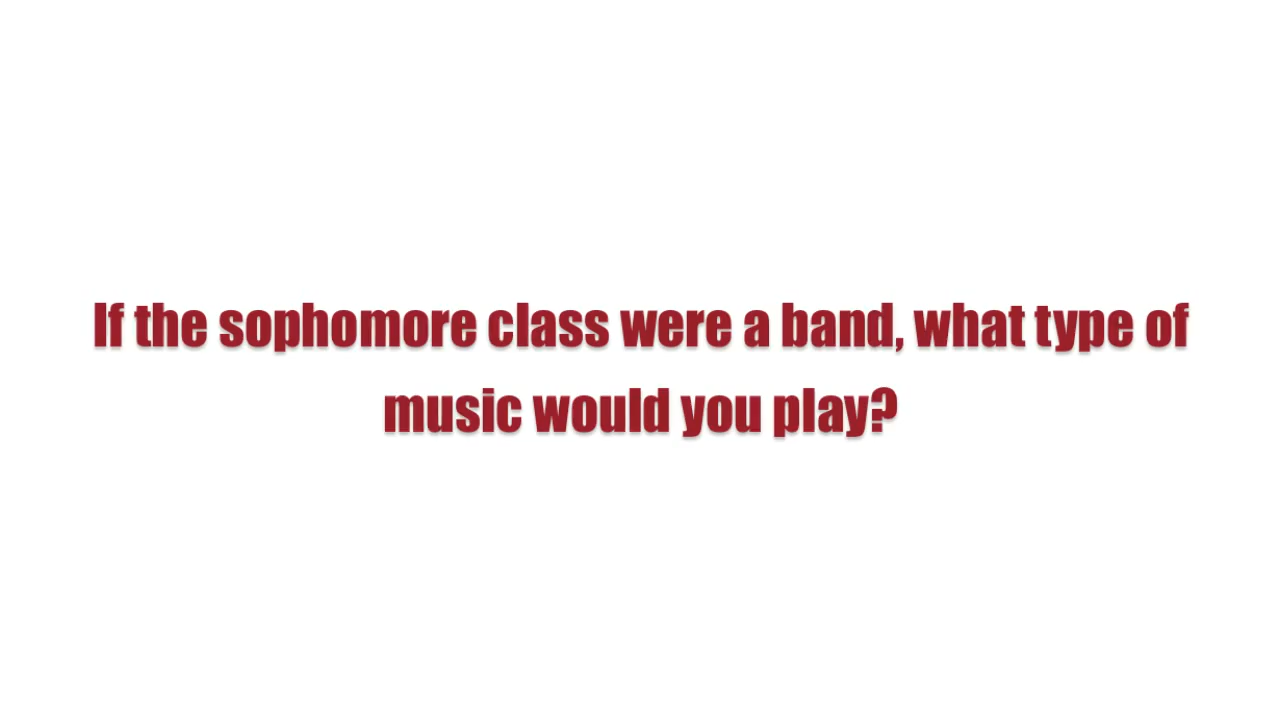 If the sophomore class were a band, what type of
music would you play?